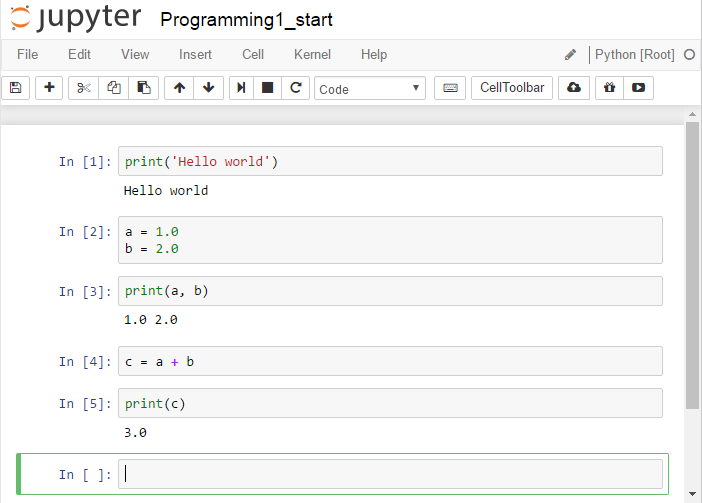 jupyter Programming1_start
File Edit View Insert Cell Kernel Help Python [Root]
Code CellToolbar
In [1]: print('Hello world')
Hello world
In [2]: a = 1.0
b = 2.0
In [3]: print(a, b)
1.0 2.0
In [4]: c = a + b
In [5]: print(c)
3.0
In [ ]: